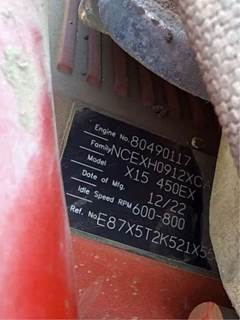 Engine No. 80490117
Family NCEXH0912XC
Model X15 450EX
Date of Mfg. 12/22
Idle Speed RPM 600-800
Ref. No E87X5T2K521X5